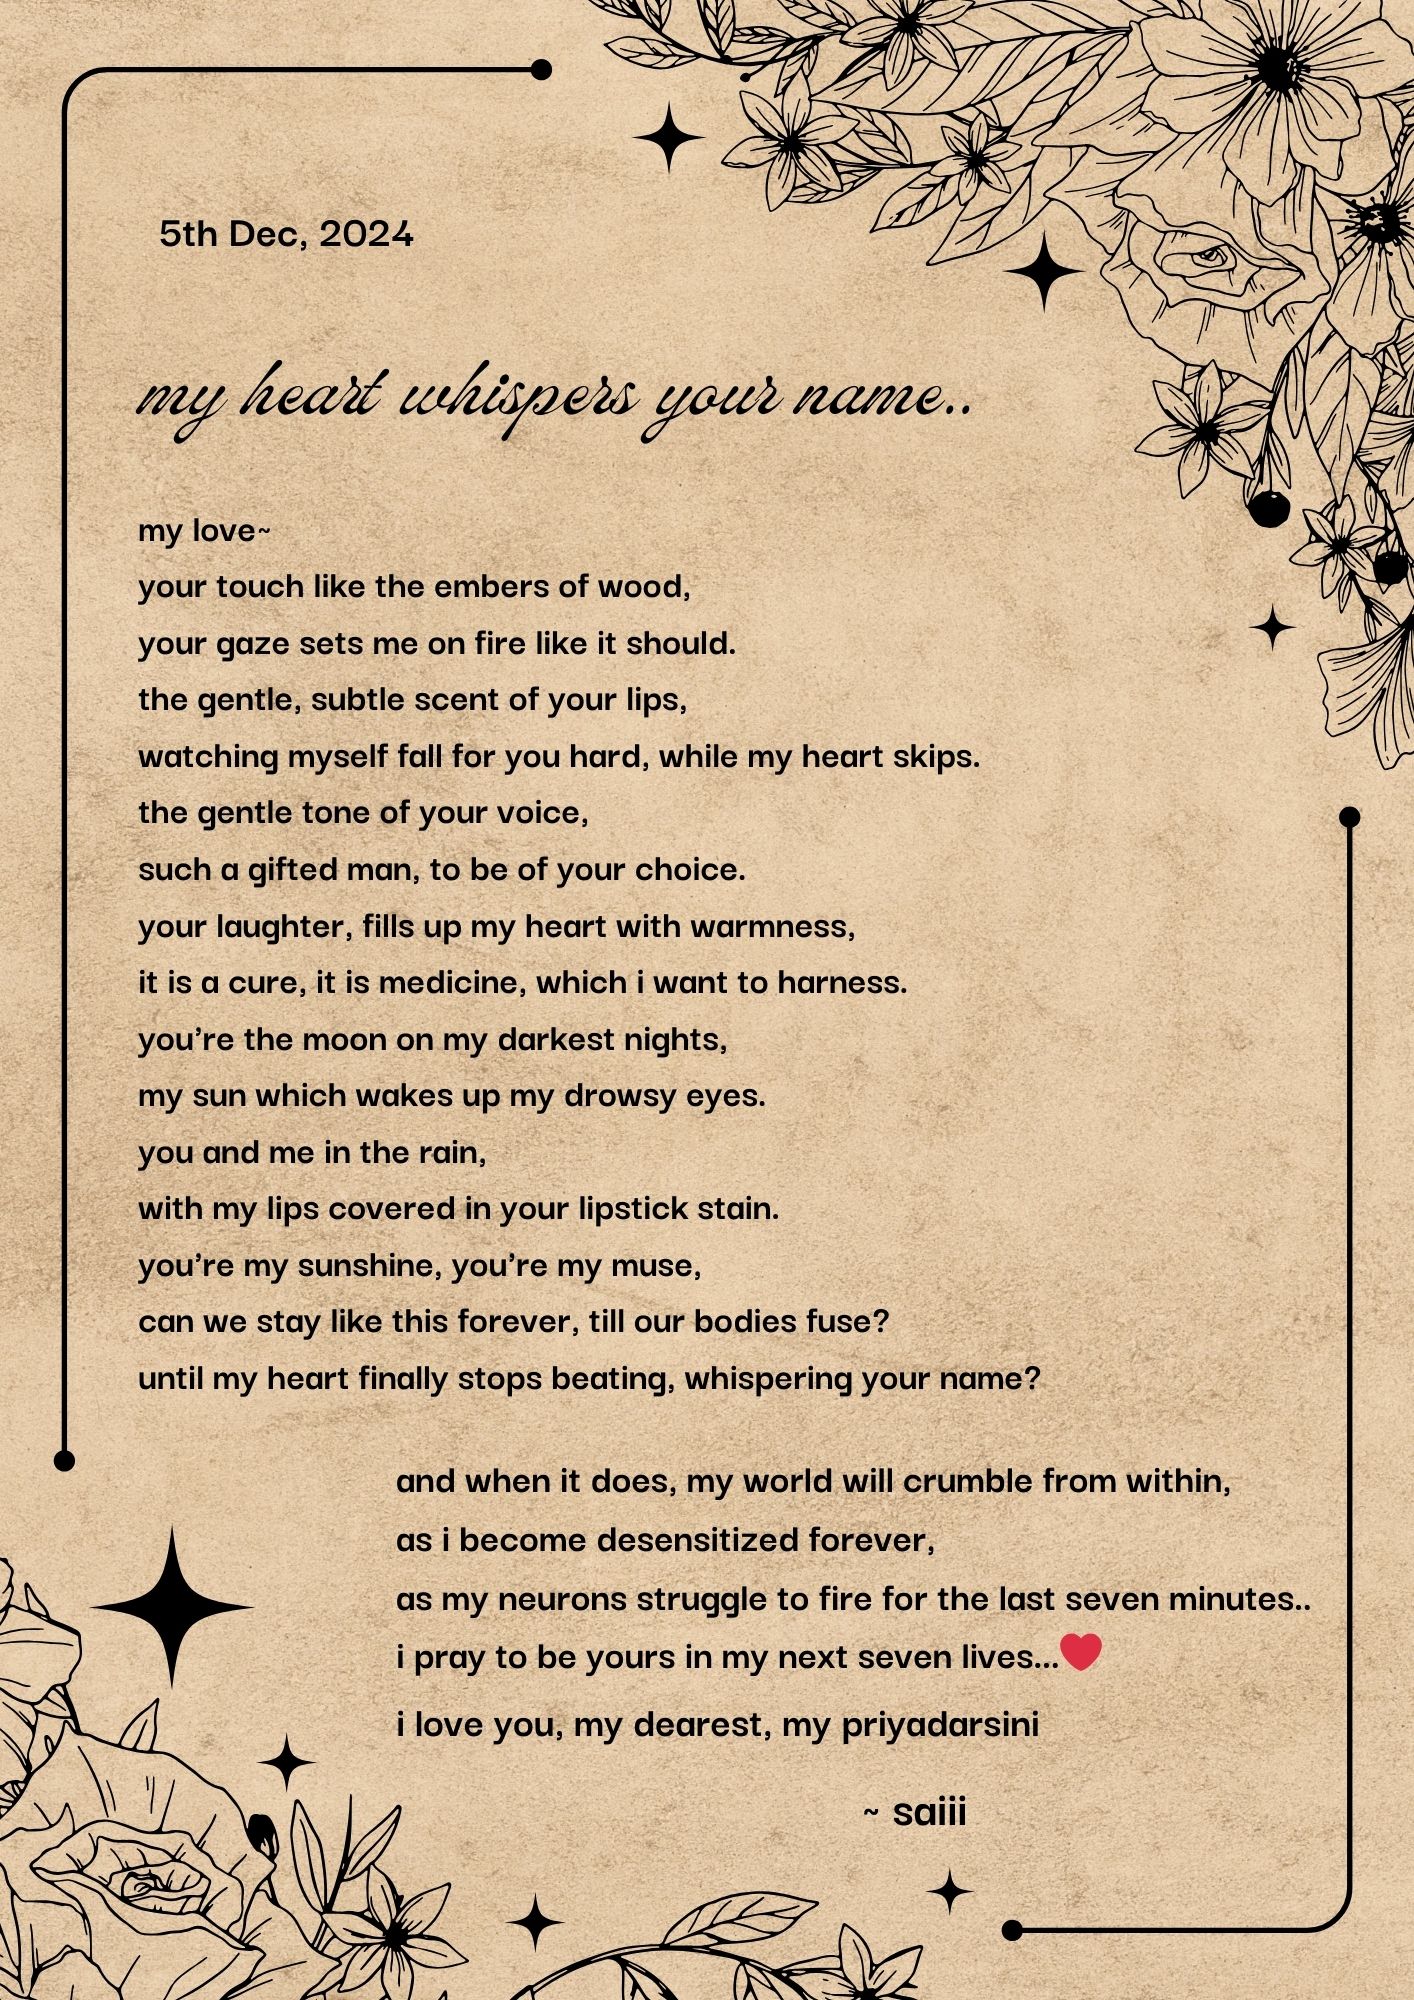 5th Dec, 2024
my heart whispers your name..
my love~
your touch like the embers of wood,
your gaze sets me on fire like it should.
the gentle, subtle scent of your lips,
watching myself fall for you hard, while my heart skips.
the gentle tone of your voice,
such a gifted man, to be of your choice.
your laughter, fills up my heart with warmness,
it is a cure, it is medicine, which i want to harness.
you’re the moon on my darkest nights,
my sun which wakes up my drowsy eyes.
you and me in the rain,
with my lips covered in your lipstick stain.
you’re my sunshine, you’re my muse,
can we stay like this forever, till our bodies fuse?
until my heart finally stops beating, whispering your name?
and when it does, my world will crumble from within,
as i become desensitized forever,
as my neurons struggle to fire for the last seven minutes..
i pray to be yours in my next seven lives...❤️
i love you, my dearest, my priyadarsini
~ saiii